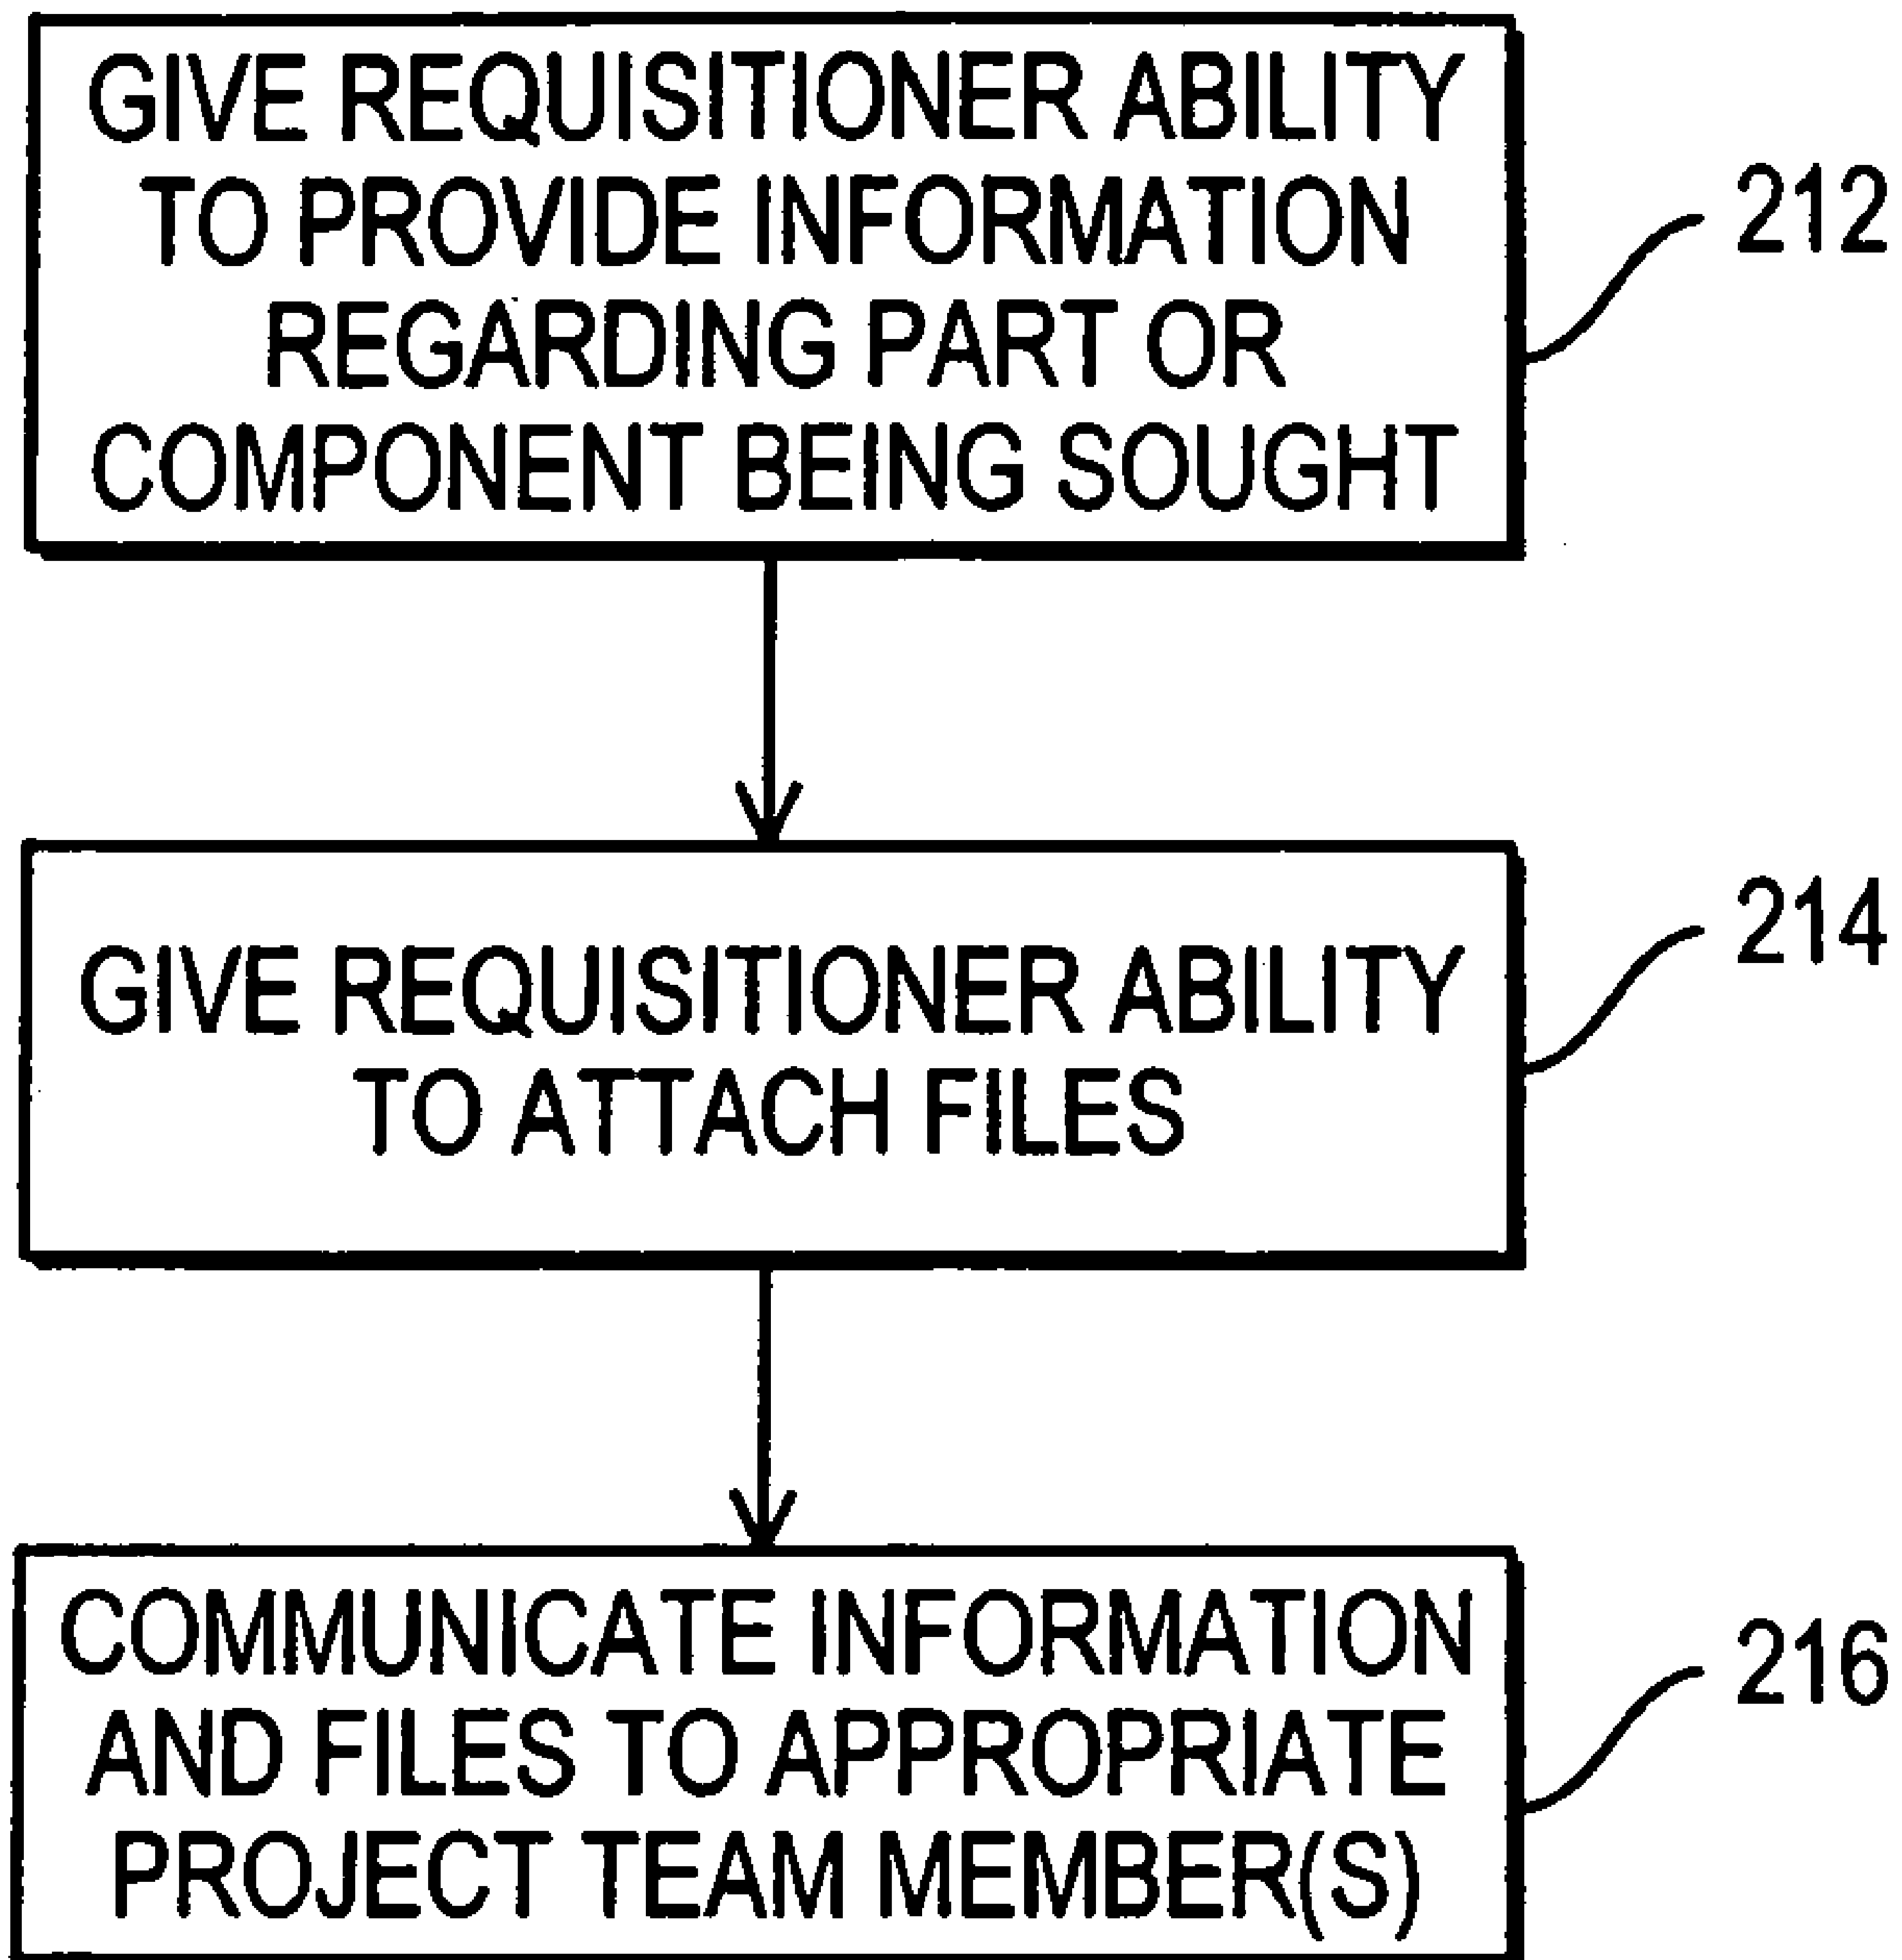 GIVE REQUISITIONER ABILITY
TO PROVIDE INFORMATION
REGARDING PART OR
COMPONENT BEING SOUGHT
212
GIVE REQUISITIONER ABILITY
TO ATTACH FILES
214
COMMUNICATE INFORMATION
AND FILES TO APPROPRIATE
PROJECT TEAM MEMBER(S)
216